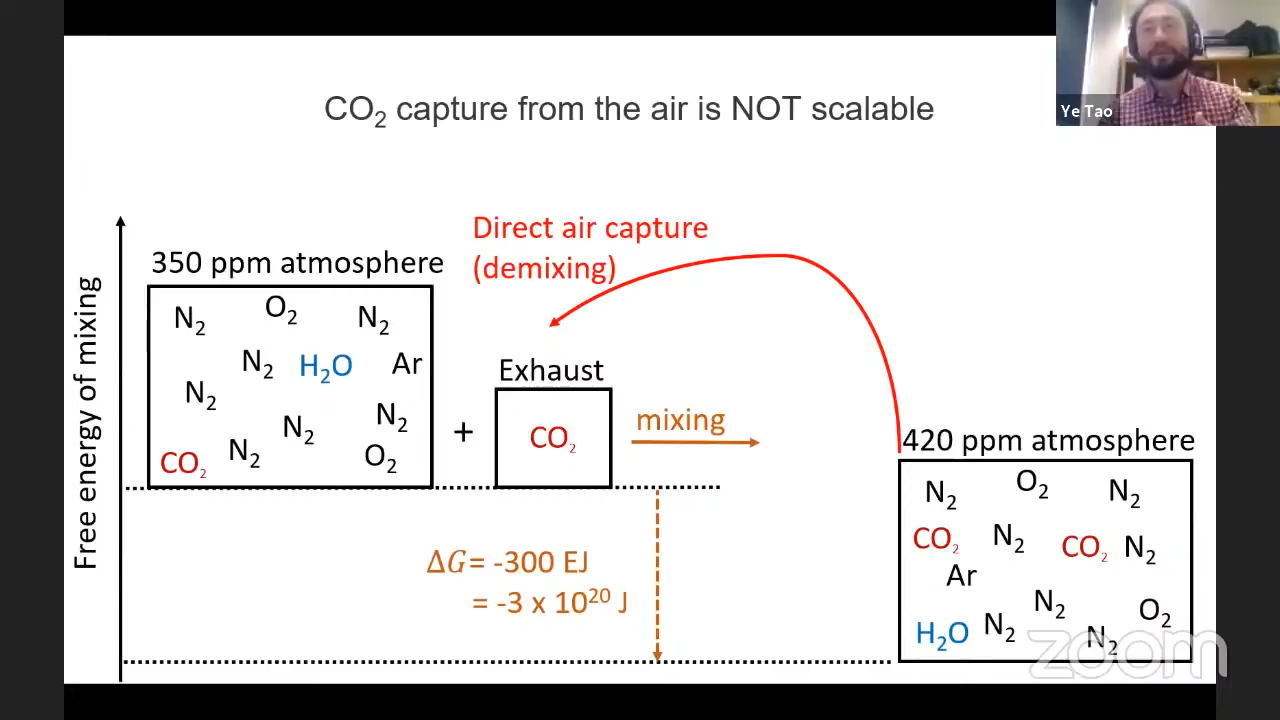 CO₂ capture from the air is NOT scalable
Ye Tao
Direct air capture
(demixing)
350 ppm atmosphere
N₂ O₂ N₂
N₂ H₂O Ar
N₂
N₂ N₂
CO₂ N₂ O₂
+
Exhaust
CO₂
mixing
420 ppm atmosphere
N₂ O₂ N₂
CO₂ N₂ CO₂ N₂
Ar
N₂ O₂
H₂O N₂ N₂
Free energy of mixing
ΔG = -300 EJ
= -3 x 10²⁰ J
zoom